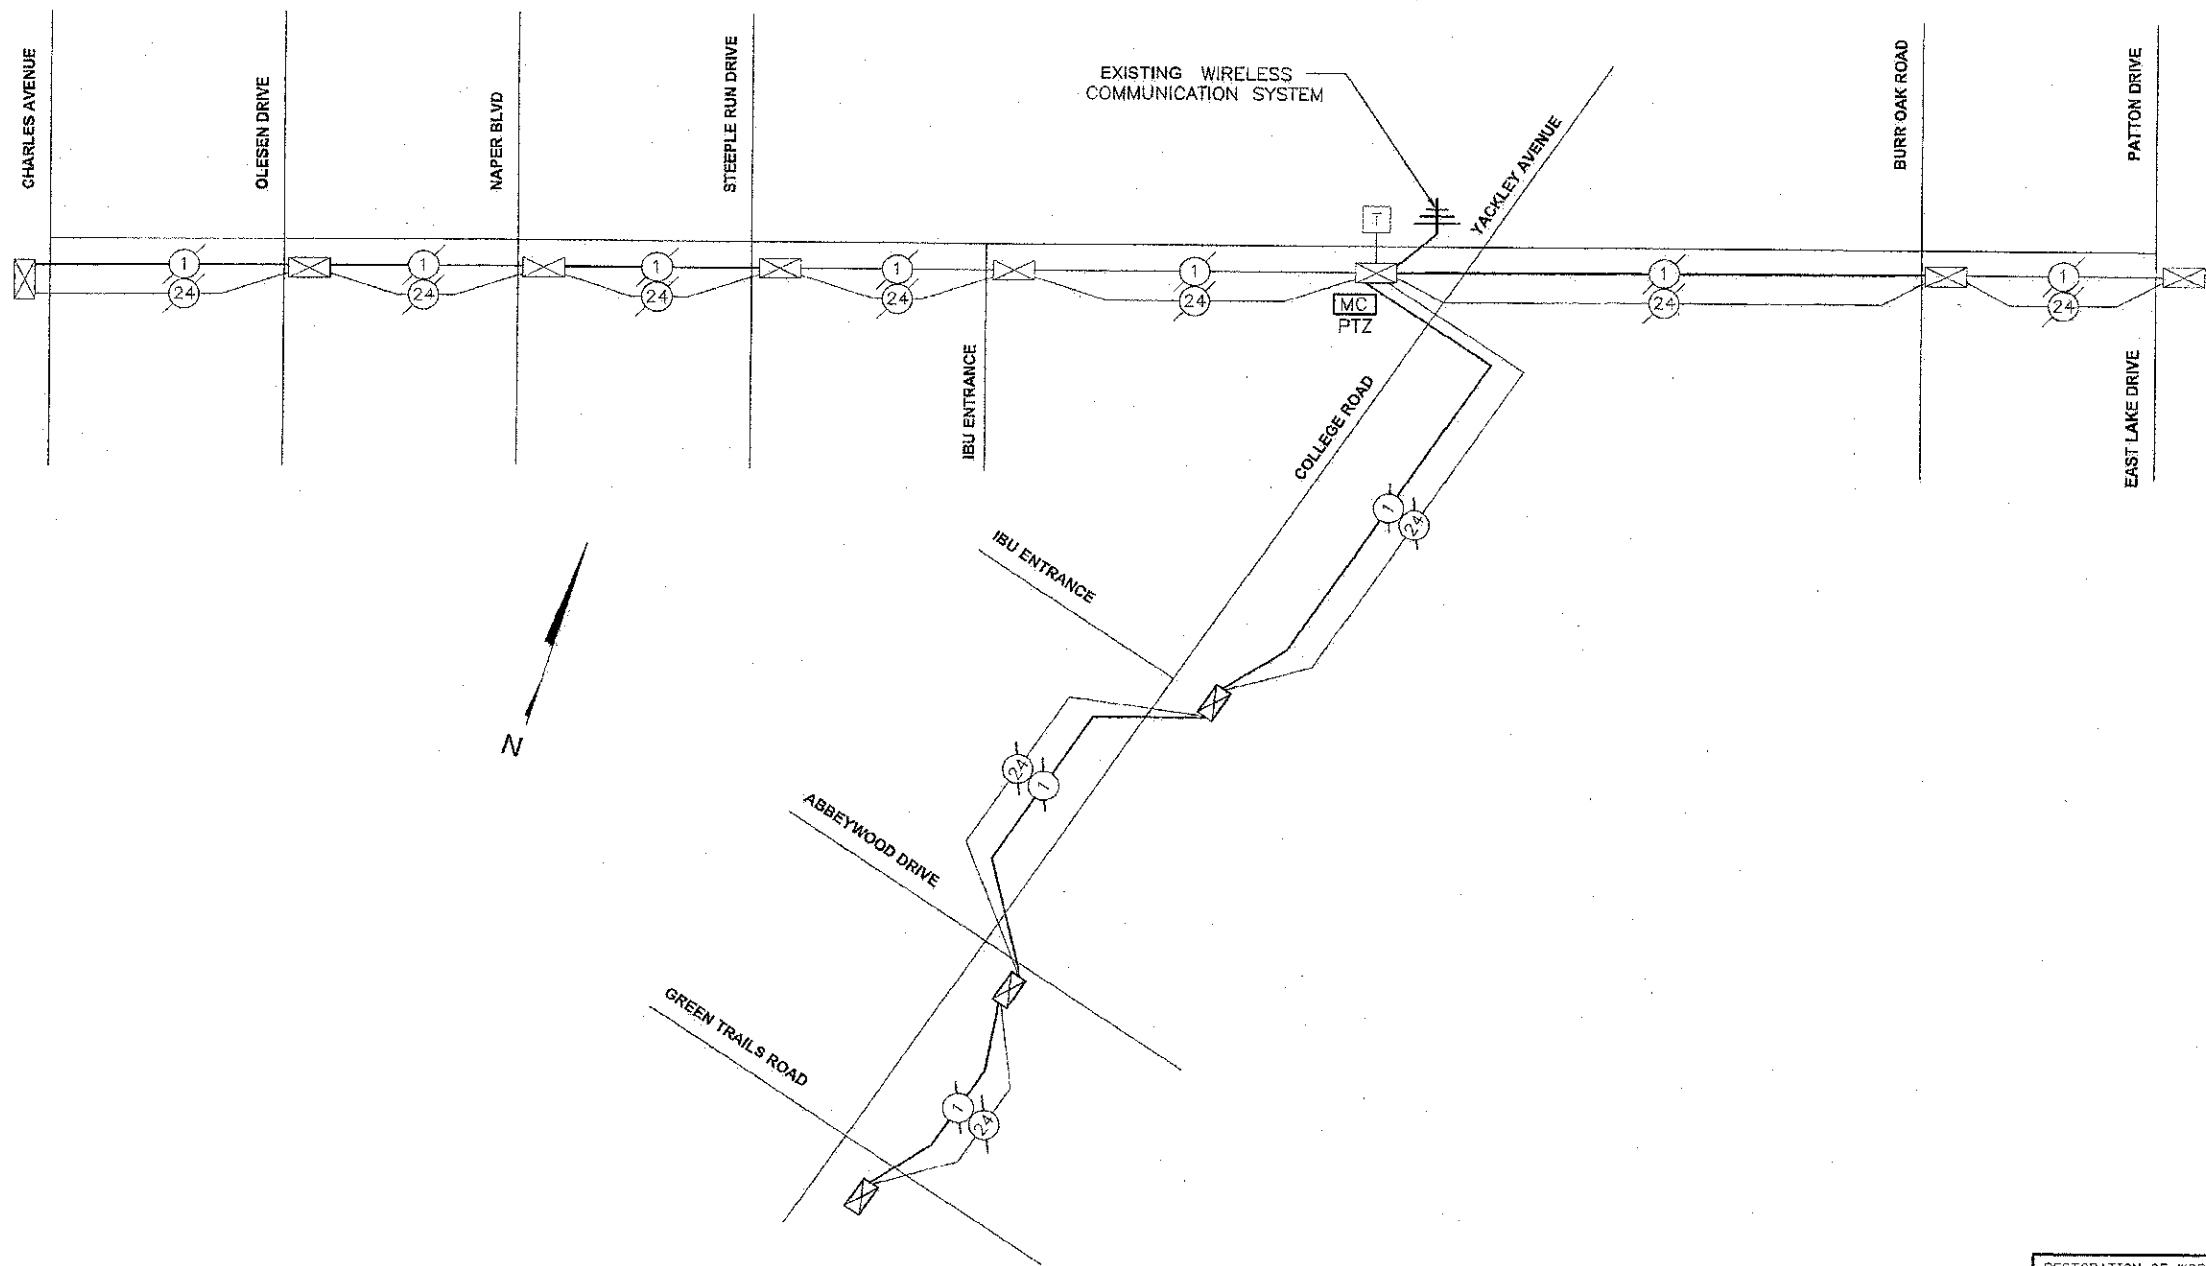 CHARLES AVENUE
OLESEN DRIVE
NAPER BLVD
STEEPLE RUN DRIVE
EXISTING WIRELESS
COMMUNICATION SYSTEM
YACKLEY AVENUE
BURR OAK ROAD
PATTON DRIVE
T
1
1
1
1
1
1
1
24
24
24
24
24
24
24
MC
PTZ
IBU ENTRANCE
COLLEGE ROAD
EAST LAKE DRIVE
1
24
IBU ENTRANCE
N
24
1
ABBEYWOOD DRIVE
GREEN TRAILS ROAD
1
24